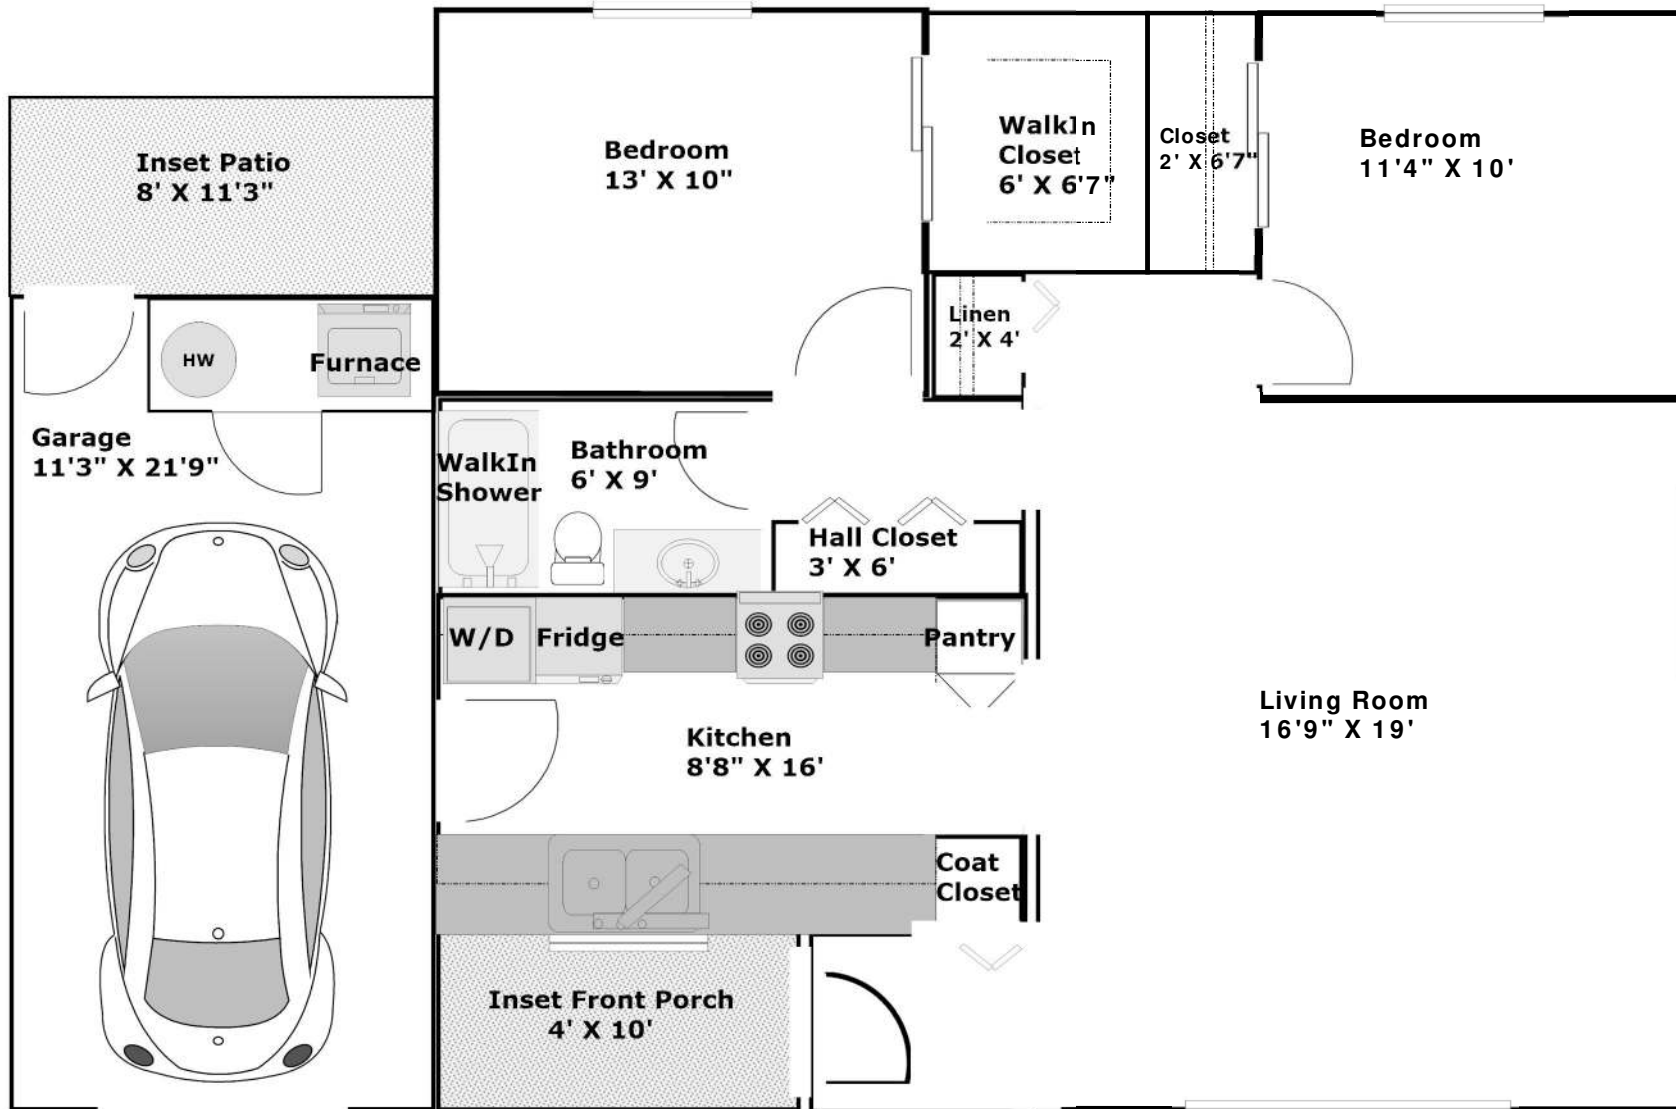 Inset Patio
8' X 11'3"
Bedroom
13' X 10"
WalkIn
Closet
6' X 6'7"
Closet
2' X 6'7"
Bedroom
11'4" X 10'
Linen
2' X 4'
HW
Furnace
Garage
11'3" X 21'9"
WalkIn
Shower
Bathroom
6' X 9'
Hall Closet
3' X 6'
W/D
Fridge
Pantry
Kitchen
8'8" X 16'
Living Room
16'9" X 19'
Coat
Closet
Inset Front Porch
4' X 10'